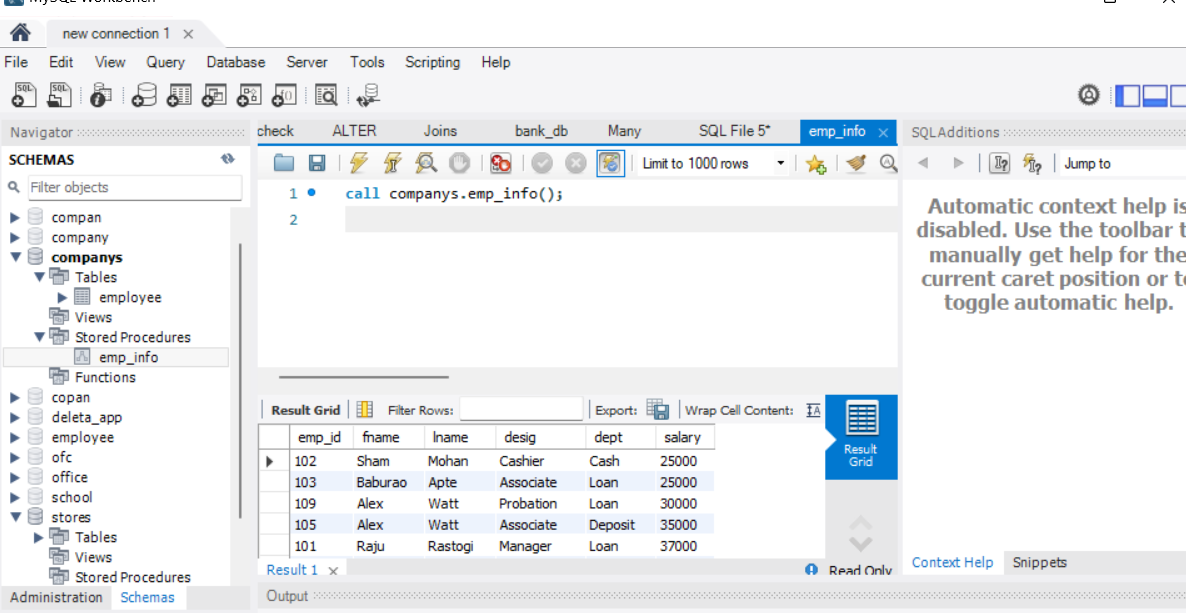 MySQL Workbench
new connection 1
File Edit View Query Database Server Tools Scripting Help
Navigator
SCHEMAS
Filter objects
compan
company
companys
Tables
employee
Views
Stored Procedures
emp_info
Functions
copan
deleta_app
employee
ofc
office
school
stores
Tables
Views
Stored Procedures
Administration Schemas
check ALTER Joins bank_db Many SQL File 5* emp_info
Limit to 1000 rows
1 call companys.emp_info();
2
Result Grid Filter Rows: Export: Wrap Cell Content:
emp_id fname lname desig dept salary
102 Sham Mohan Cashier Cash 25000
103 Baburao Apte Associate Loan 25000
109 Alex Watt Probation Loan 30000
105 Alex Watt Associate Deposit 35000
101 Raju Rastogi Manager Loan 37000
Result
Grid
Result 1
Read Only
Output
SQLAdditions
Jump to
Automatic context help is
disabled. Use the toolbar t
manually get help for the
current caret position or to
toggle automatic help.
Context Help Snippets